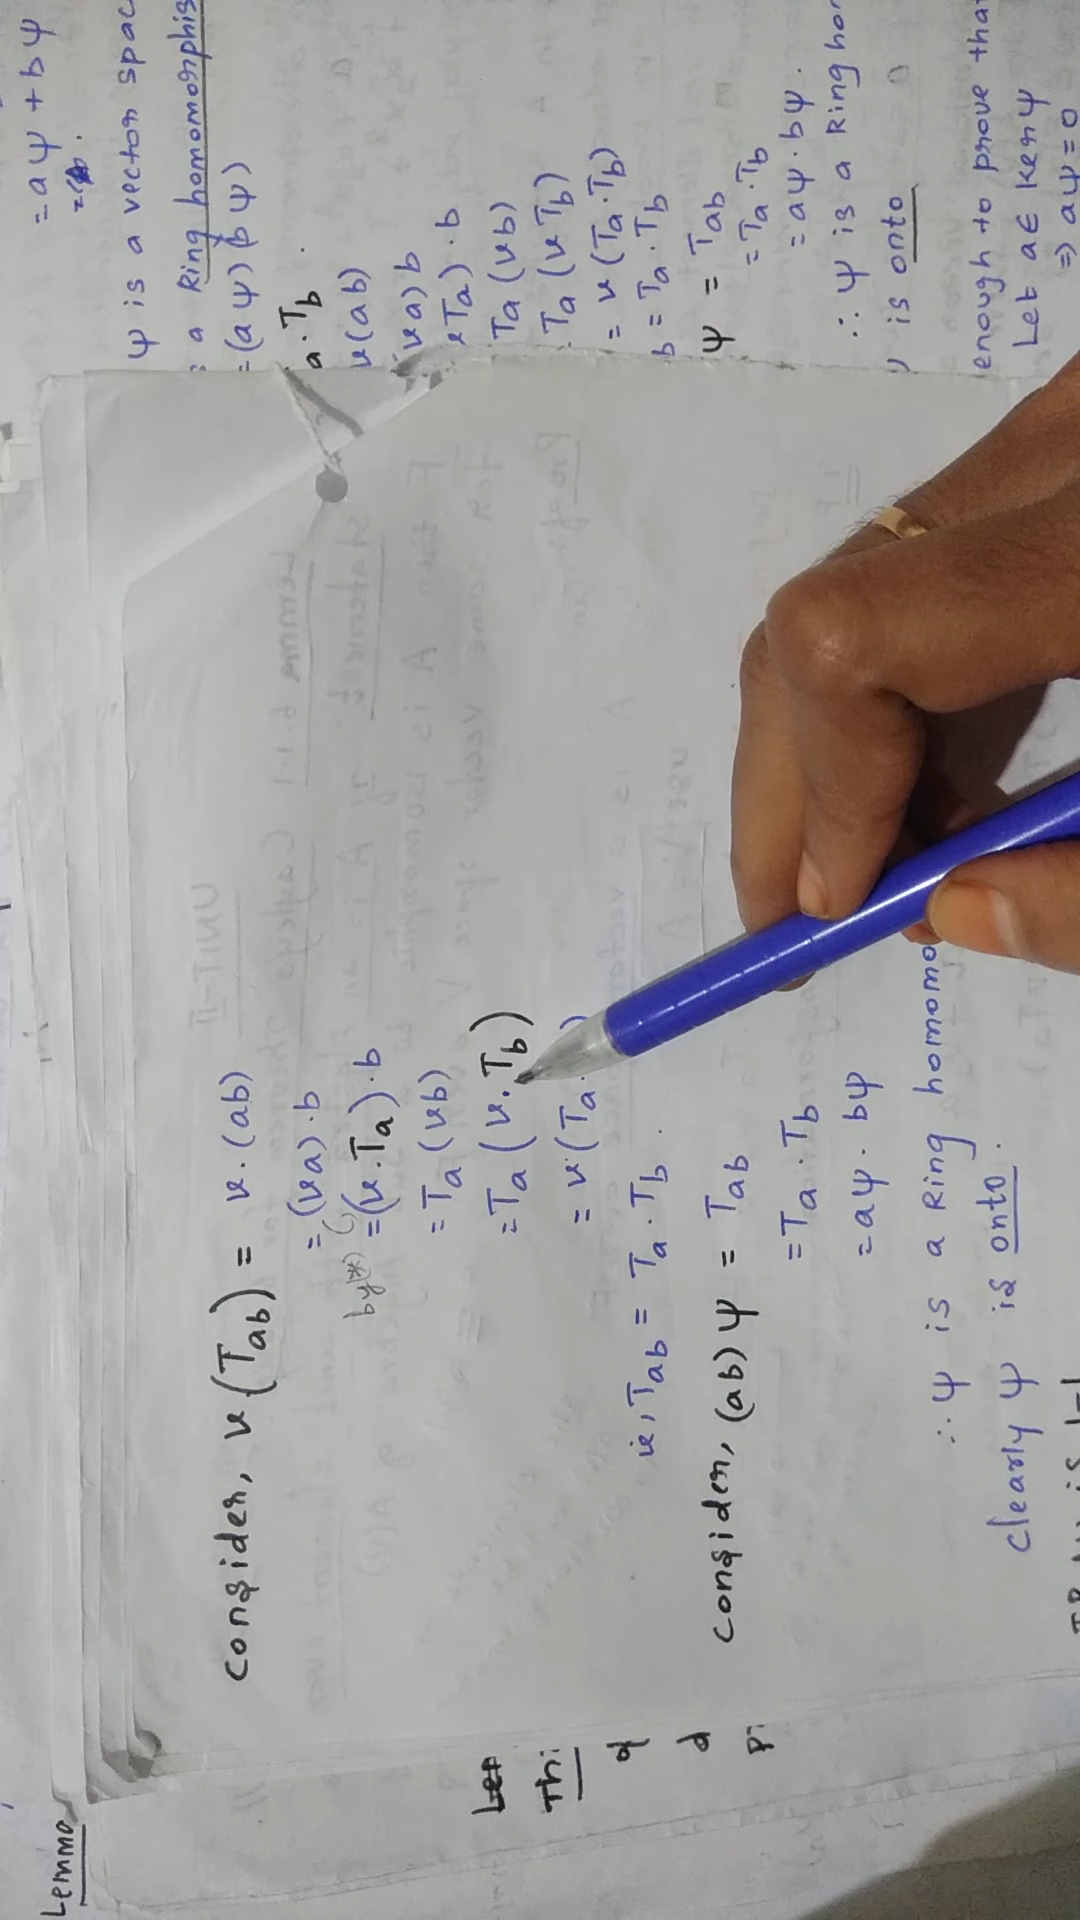 = aψ + bψ
ψ is a vector spac
a Ring homomorphis
=(aψ)(bψ)
a.Tb
v(ab)
va)b
vTa).b
Ta(vb)
Ta(vTb)
= v(Ta.Tb)
b = Ta.Tb
ψ = Tab
= Ta.Tb
= aψ.bψ.
∴ ψ is a Ring hom
is onto
enough to prove that
Let a ∈ ker ψ
⇒ aψ=0
Consider, v(Tab) = v.(ab)
=(va).b
by(*) =(v.Ta).b
=Ta(vb)
=Ta(v.Tb)
= v.(Ta.
ie, Tab = Ta.Tb.
Consider, (ab)ψ = Tab
=Ta.Tb
=aψ.bψ
∴ ψ is a Ring homomo
Clearly ψ is onto.
Lemma
Let
Thi